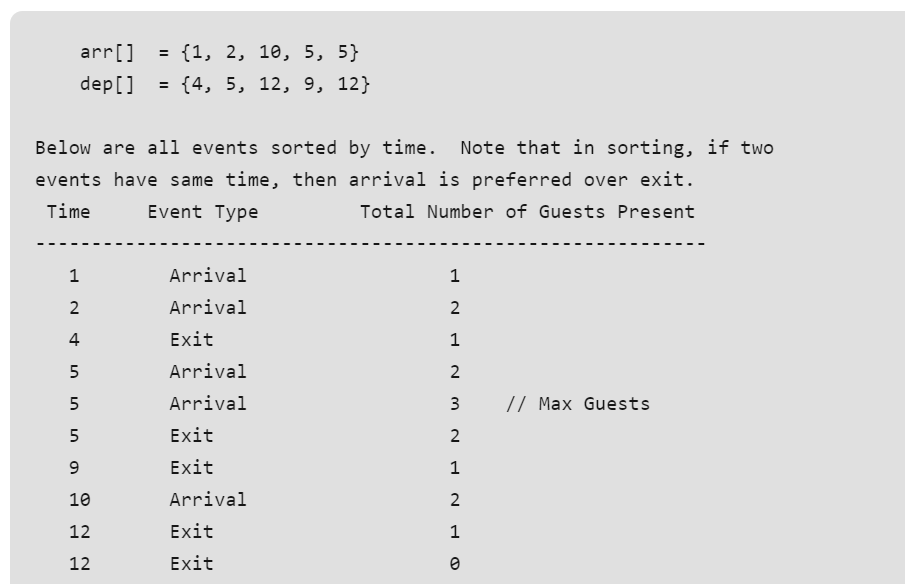 arr[]  = {1, 2, 10, 5, 5}
dep[]  = {4, 5, 12, 9, 12}
Below are all events sorted by time.  Note that in sorting, if two
events have same time, then arrival is preferred over exit.
 Time     Event Type         Total Number of Guests Present
------------------------------------------------------------
   1        Arrival                  1
   2        Arrival                  2
   4        Exit                     1
   5        Arrival                  2
   5        Arrival                  3    // Max Guests
   5        Exit                     2
   9        Exit                     1
   10       Arrival                  2
   12       Exit                     1
   12       Exit                     0